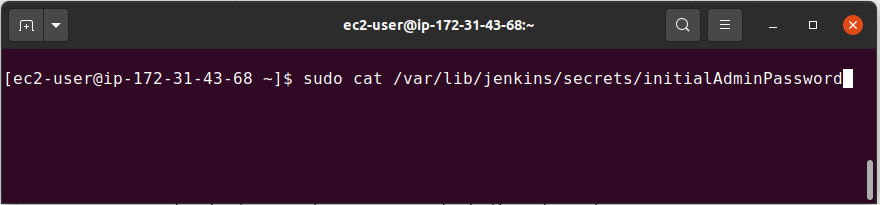 ec2-user@ip-172-31-43-68:~
[ec2-user@ip-172-31-43-68 ~]$ sudo cat /var/lib/jenkins/secrets/initialAdminPassword